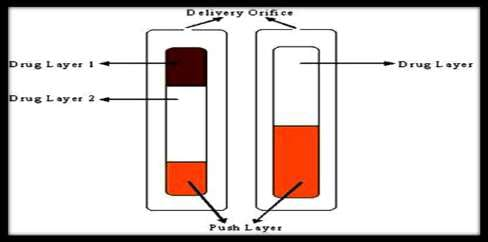 Delivery Orifice
Drug Layer 1
Drug Layer
Drug Layer 2
Push Layer